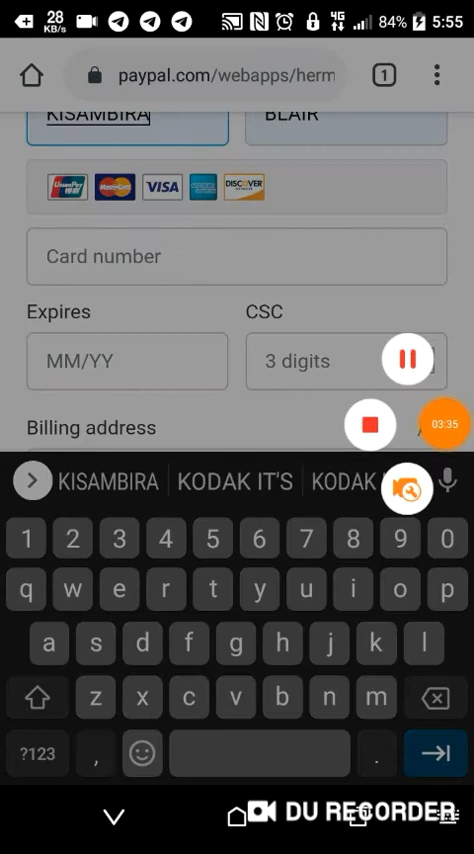 28 KB/s 4G 84% 5:55
paypal.com/webapps/herm 1
KISAMBIRA BLAIR
UnionPay MasterCard VISA DISCOVER
Card number
Expires CSC
MM/YY 3 digits
03:35
Billing address
KISAMBIRA KODAK IT'S KODAK
1 2 3 4 5 6 7 8 9 0
q w e r t y u i o p
a s d f g h j k l
z x c v b n m
?123 , .
DU RECORDER